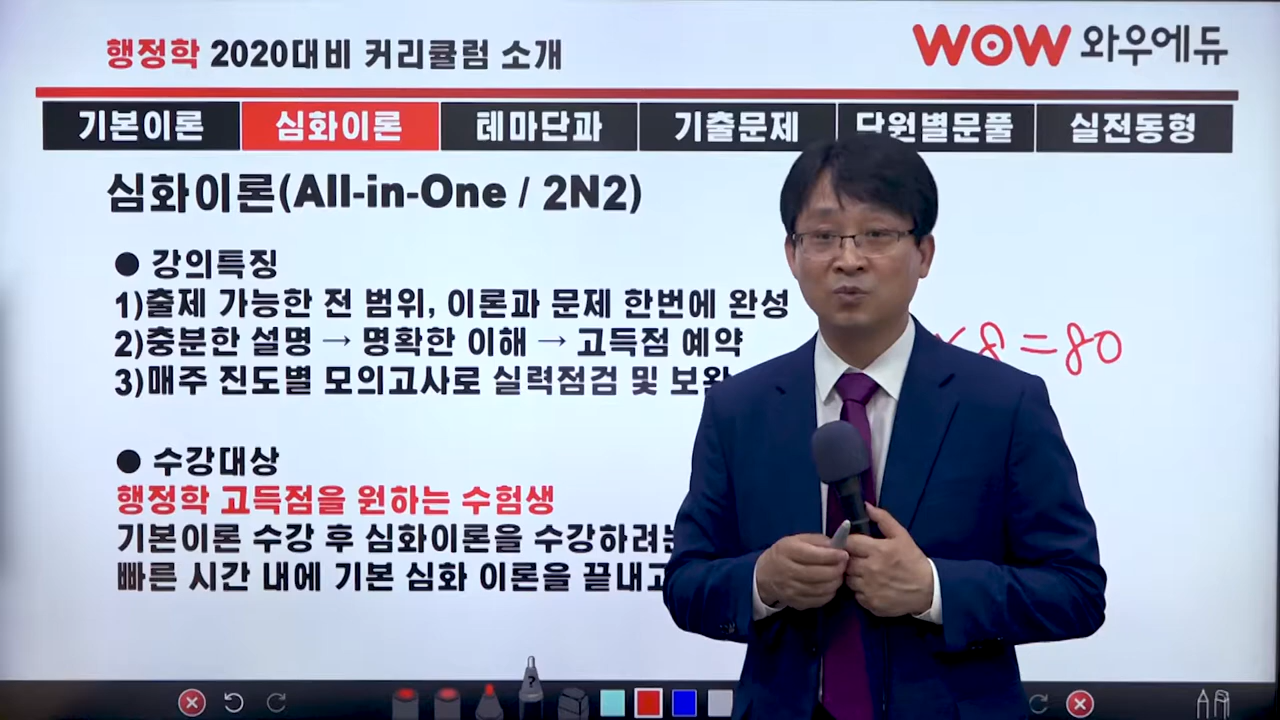 행정학 2020대비 커리큘럼 소개
WOW 와우에듀
기본이론 심화이론 테마단과 기출문제 단원별문풀 실전동형
심화이론(All-in-One / 2N2)
● 강의특징
1)출제 가능한 전 범위, 이론과 문제 한번에 완성
2)충분한 설명 → 명확한 이해 → 고득점 예약
3)매주 진도별 모의고사로 실력점검 및 보완
8=80
● 수강대상
행정학 고득점을 원하는 수험생
기본이론 수강 후 심화이론을 수강하려는
빠른 시간 내에 기본 심화 이론을 끝내고
?